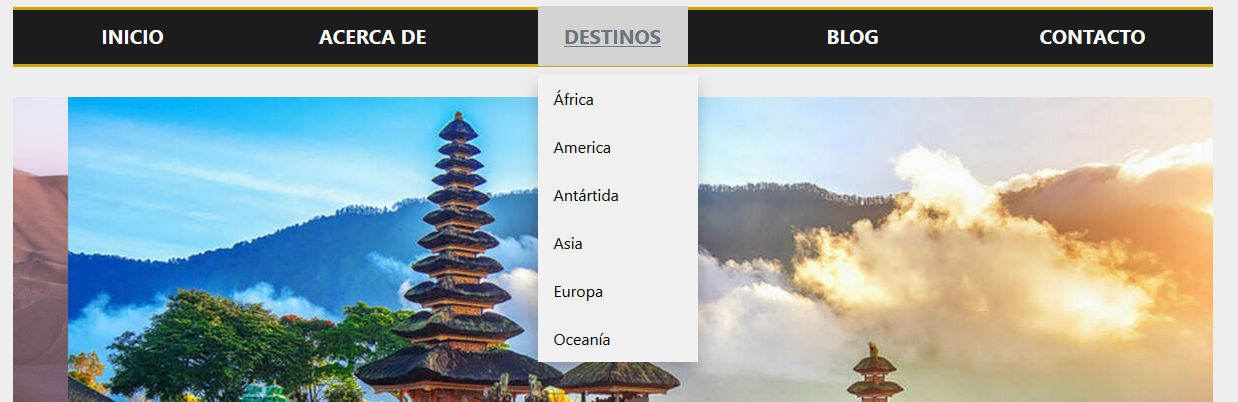 INICIO ACERCA DE DESTINOS BLOG CONTACTO
África
America
Antártida
Asia
Europa
Oceanía